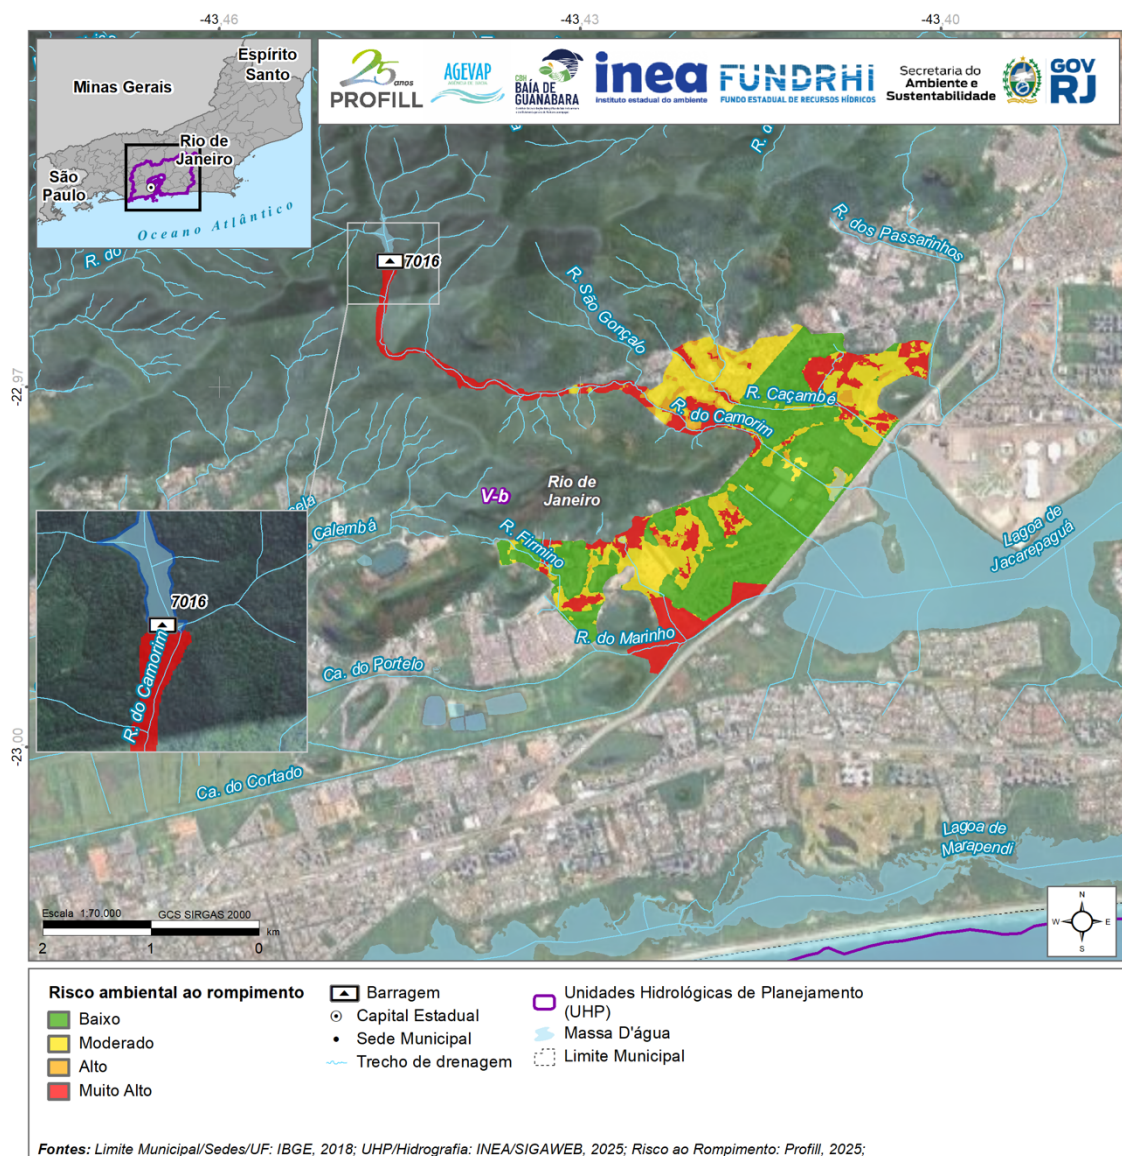 -43,46
-43,43
-43,40
Espírito
Santo
Minas Gerais
Rio de
Janeiro
São
Paulo
Oceano Atlântico
25 anos
PROFILL
AGEVAP
CBH
BAÍA DE
GUANABARA
inea
instituto estadual do ambiente
FUNDRHI
FUNDO ESTADUAL DE RECURSOS HÍDRICOS
Secretaria do
Ambiente e
Sustentabilidade
GOV
RJ
R. do
R. d
7016
R. dos Passarinhos
R. São Gonçalo
-22,97
R. Caçambé
R. do Camorim
V-b
Rio de
Janeiro
Calembá
R. Firmino
Lagoa de
Jacarepaguá
7016
R. do Camorim
R. do Marinho
Ca. do Portelo
-23,00
Ca. do Cortado
Lagoa de
Marapendi
Escala 1:70.000
GCS SIRGAS 2000
km
2
1
0
N
W
E
S
Risco ambiental ao rompimento
Baixo
Moderado
Alto
Muito Alto
Barragem
Capital Estadual
Sede Municipal
Trecho de drenagem
Unidades Hidrológicas de Planejamento
(UHP)
Massa D'água
Limite Municipal
Fontes: Limite Municipal/Sedes/UF: IBGE, 2018; UHP/Hidrografia: INEA/SIGAWEB, 2025; Risco ao Rompimento: Profill, 2025;